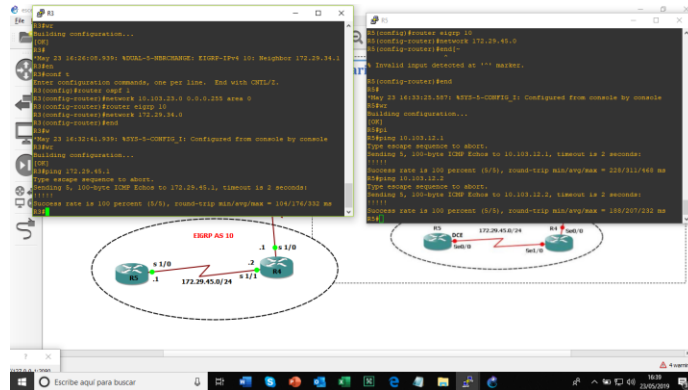 R3
R3#wr
Building configuration...
[OK]
R3#
*May 23 16:26:08.939: %DUAL-5-NBRCHANGE: EIGRP-IPv4 10: Neighbor 172.29.34.1
R3#en
R3#conf t
Enter configuration commands, one per line. End with CNTL/Z.
R3(config)#router ospf 1
R3(config-router)#network 10.103.23.0 0.0.0.255 area 0
R3(config-router)#router eigrp 10
R3(config-router)#network 172.29.34.0
R3(config-router)#end
R3#w
*May 23 16:32:41.939: %SYS-5-CONFIG_I: Configured from console by console
R3#wr
Building configuration...
[OK]
R3#ping 172.29.45.1
Type escape sequence to abort.
Sending 5, 100-byte ICMP Echos to 172.29.45.1, timeout is 2 seconds:
!!!!!
Success rate is 100 percent (5/5), round-trip min/avg/max = 104/176/332 ms
R3#
R5
R5(config)#router eigrp 10
R5(config-router)#network 172.29.45.0
R5(config-router)#end[-
^
% Invalid input detected at '^' marker.
R5(config-router)#end
R5#
*May 23 16:33:25.587: %SYS-5-CONFIG_I: Configured from console by console
R5#wr
Building configuration...
[OK]
R5#pi
R5#ping 10.103.12.1
Type escape sequence to abort.
Sending 5, 100-byte ICMP Echos to 10.103.12.1, timeout is 2 seconds:
!!!!!
Success rate is 100 percent (5/5), round-trip min/avg/max = 228/311/468 ms
R5#ping 10.103.12.2
Type escape sequence to abort.
Sending 5, 100-byte ICMP Echos to 10.103.12.2, timeout is 2 seconds:
!!!!!
Success rate is 100 percent (5/5), round-trip min/avg/max = 188/207/232 ms
R5#
EIGRP AS 10
.1 s 1/0
s 1/0
.2
R5
.1
172.29.45.0/24
s 1/1
R4
R5
DCE
Se0/0
172.29.45.0/24
R4
Se0/0
Se1/0
Escribe aquí para buscar
16:39
23/05/2019